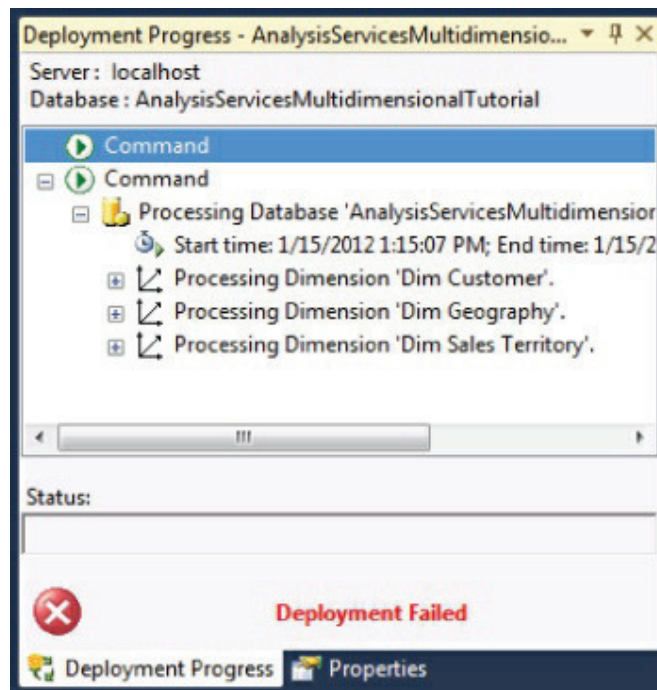 Deployment Progress - AnalysisServicesMultidimensio...
Server : localhost
Database : AnalysisServicesMultidimensionalTutorial
Command
Command
Processing Database 'AnalysisServicesMultidimension
Start time: 1/15/2012 1:15:07 PM; End time: 1/15/2
Processing Dimension 'Dim Customer'.
Processing Dimension 'Dim Geography'.
Processing Dimension 'Dim Sales Territory'.
Status:
Deployment Failed
Deployment Progress Properties